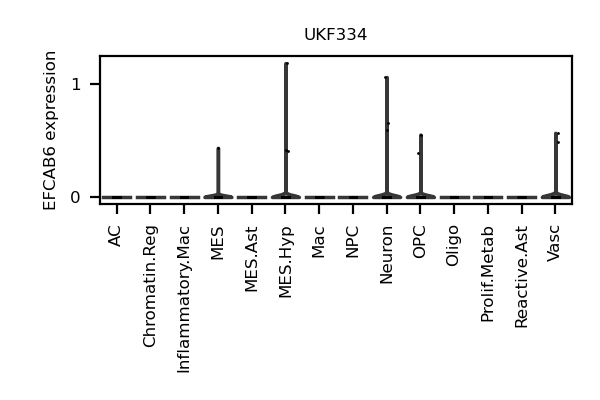 UKF334
EFCAB6 expression
1
0
AC
Chromatin.Reg
Inflammatory.Mac
MES
MES.Ast
MES.Hyp
Mac
NPC
Neuron
OPC
Oligo
Prolif.Metab
Reactive.Ast
Vasc